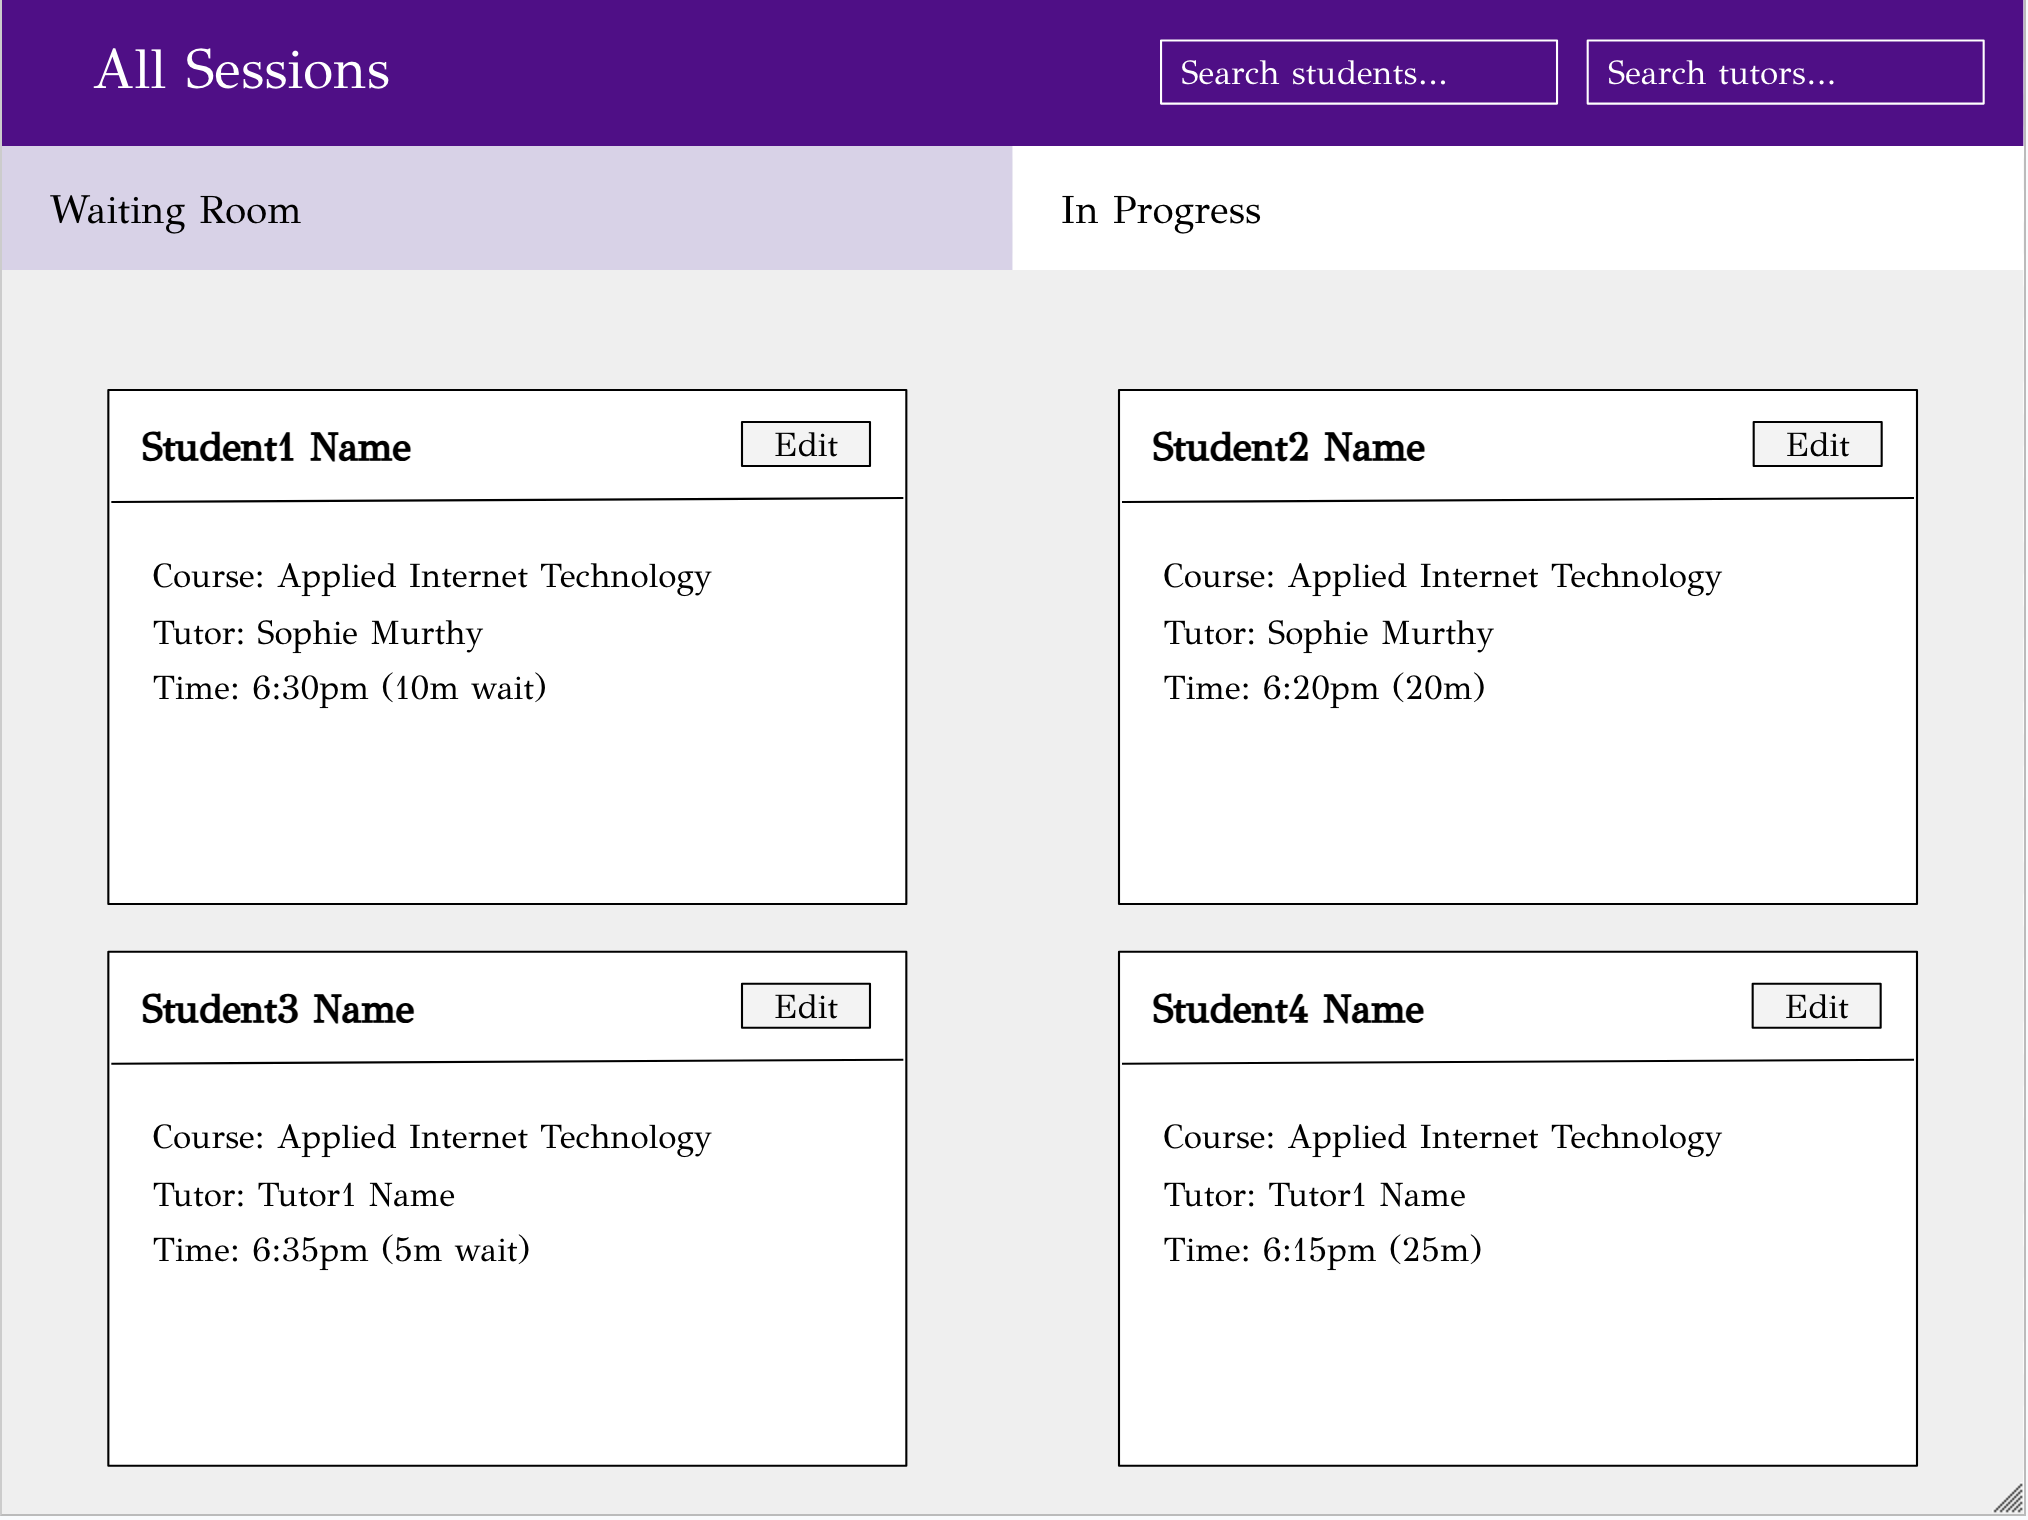 All Sessions
Search students...
Search tutors...
Waiting Room
In Progress
Student1 Name
Edit
Course: Applied Internet Technology
Tutor: Sophie Murthy
Time: 6:30pm (10m wait)
Student2 Name
Edit
Course: Applied Internet Technology
Tutor: Sophie Murthy
Time: 6:20pm (20m)
Student3 Name
Edit
Course: Applied Internet Technology
Tutor: Tutor1 Name
Time: 6:35pm (5m wait)
Student4 Name
Edit
Course: Applied Internet Technology
Tutor: Tutor1 Name
Time: 6:15pm (25m)